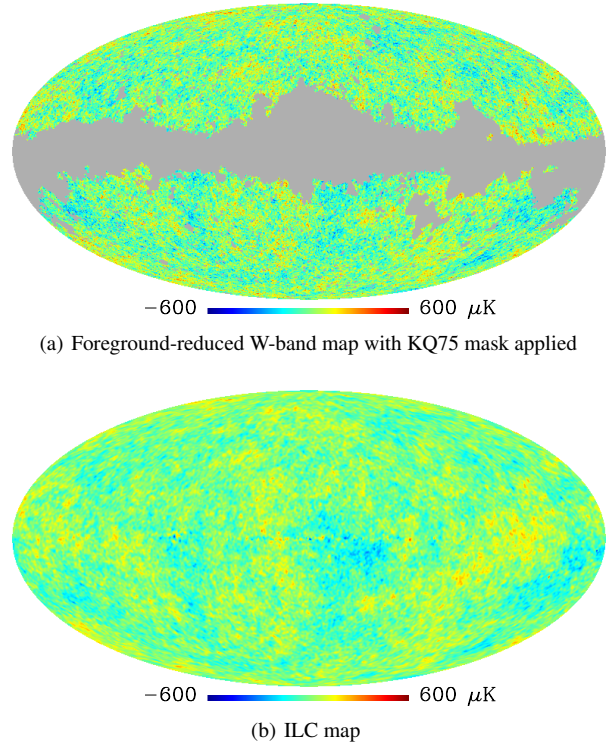 −600 600 μK
(a) Foreground-reduced W-band map with KQ75 mask applied
−600 600 μK
(b) ILC map